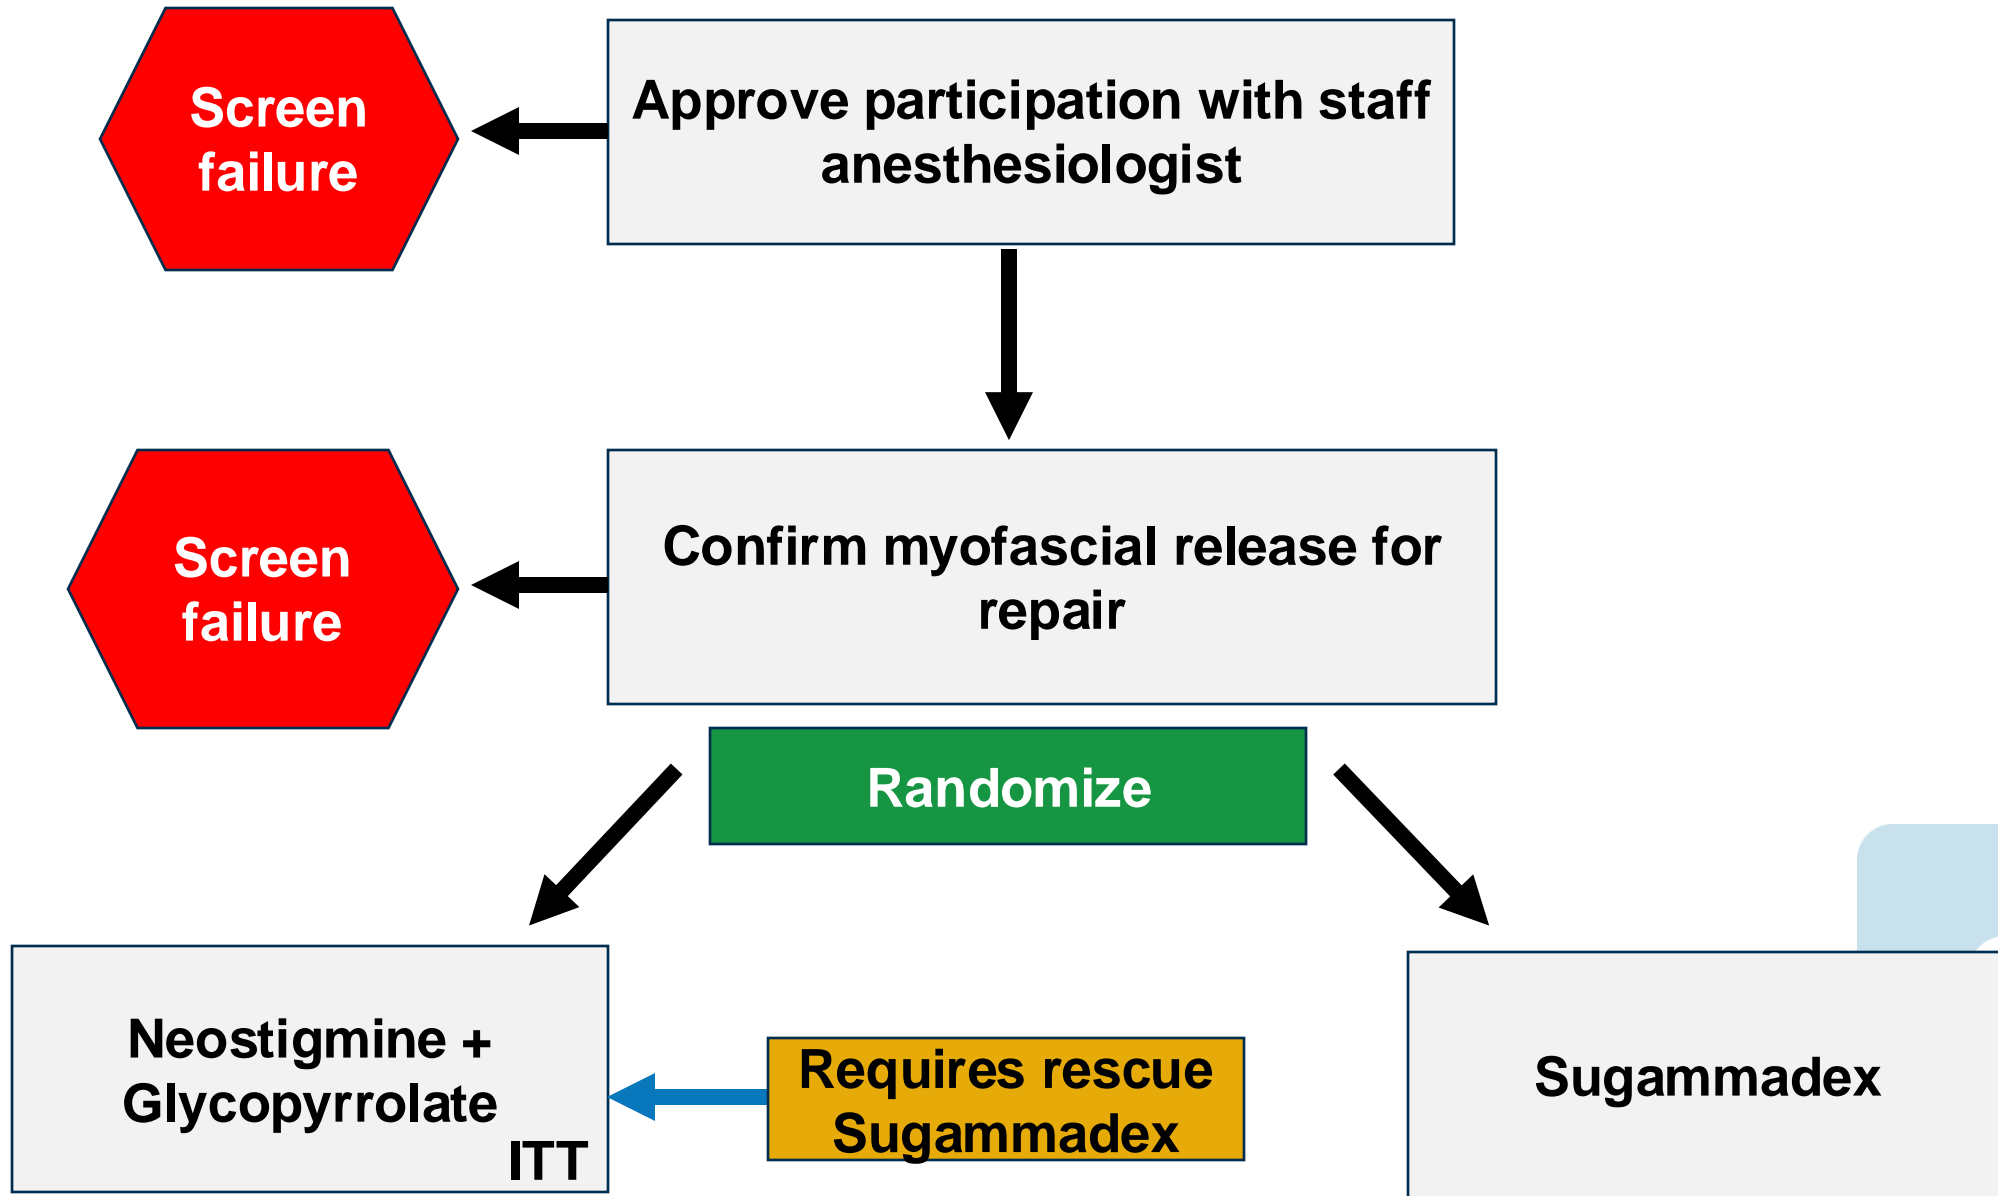 Screen
failure
Approve participation with staff
anesthesiologist
Screen
failure
Confirm myofascial release for
repair
Randomize
Neostigmine +
Glycopyrrolate
ITT
Requires rescue
Sugammadex
Sugammadex